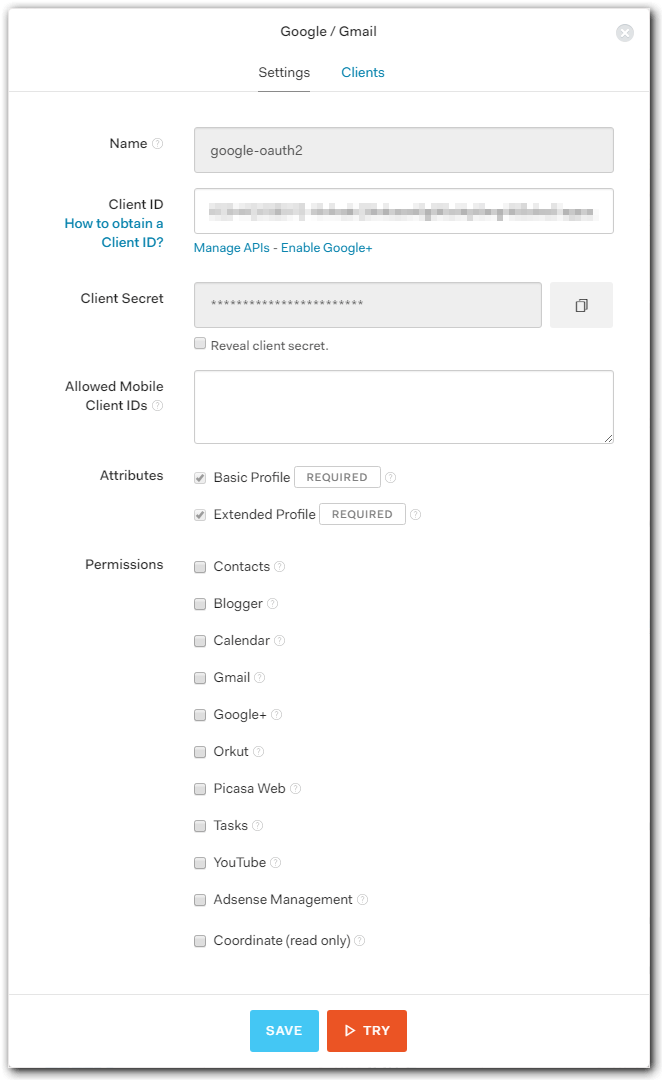 Google / Gmail
Settings Clients
Name
google-oauth2
Client ID
How to obtain a
Client ID?
Manage APIs - Enable Google+
Client Secret
************************
Reveal client secret.
Allowed Mobile
Client IDs
Attributes
Basic Profile REQUIRED
Extended Profile REQUIRED
Permissions
Contacts
Blogger
Calendar
Gmail
Google+
Orkut
Picasa Web
Tasks
YouTube
Adsense Management
Coordinate (read only)
SAVE TRY